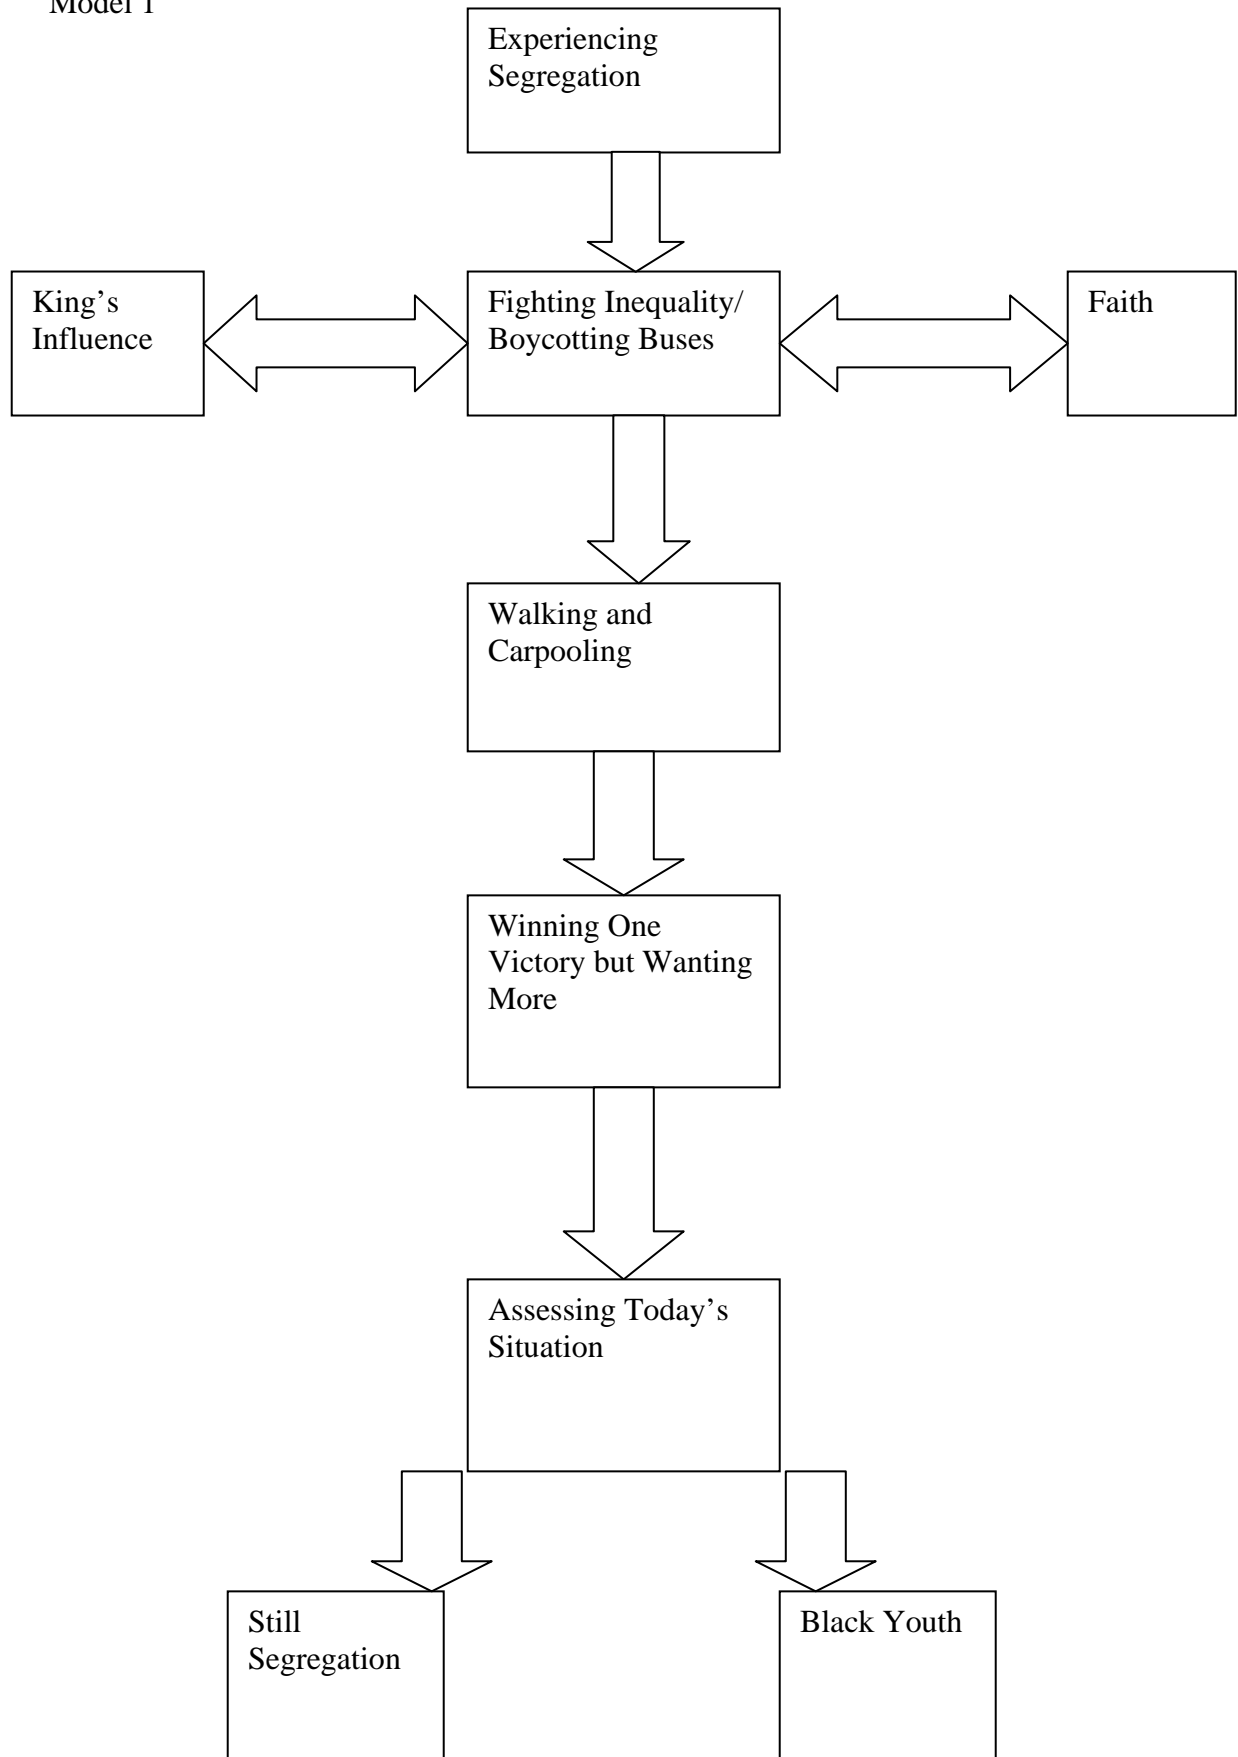 Model 1
Experiencing
Segregation
King’s
Influence
Fighting Inequality/
Boycotting Buses
Faith
Walking and
Carpooling
Winning One
Victory but Wanting
More
Assessing Today’s
Situation
Still
Segregation
Black Youth